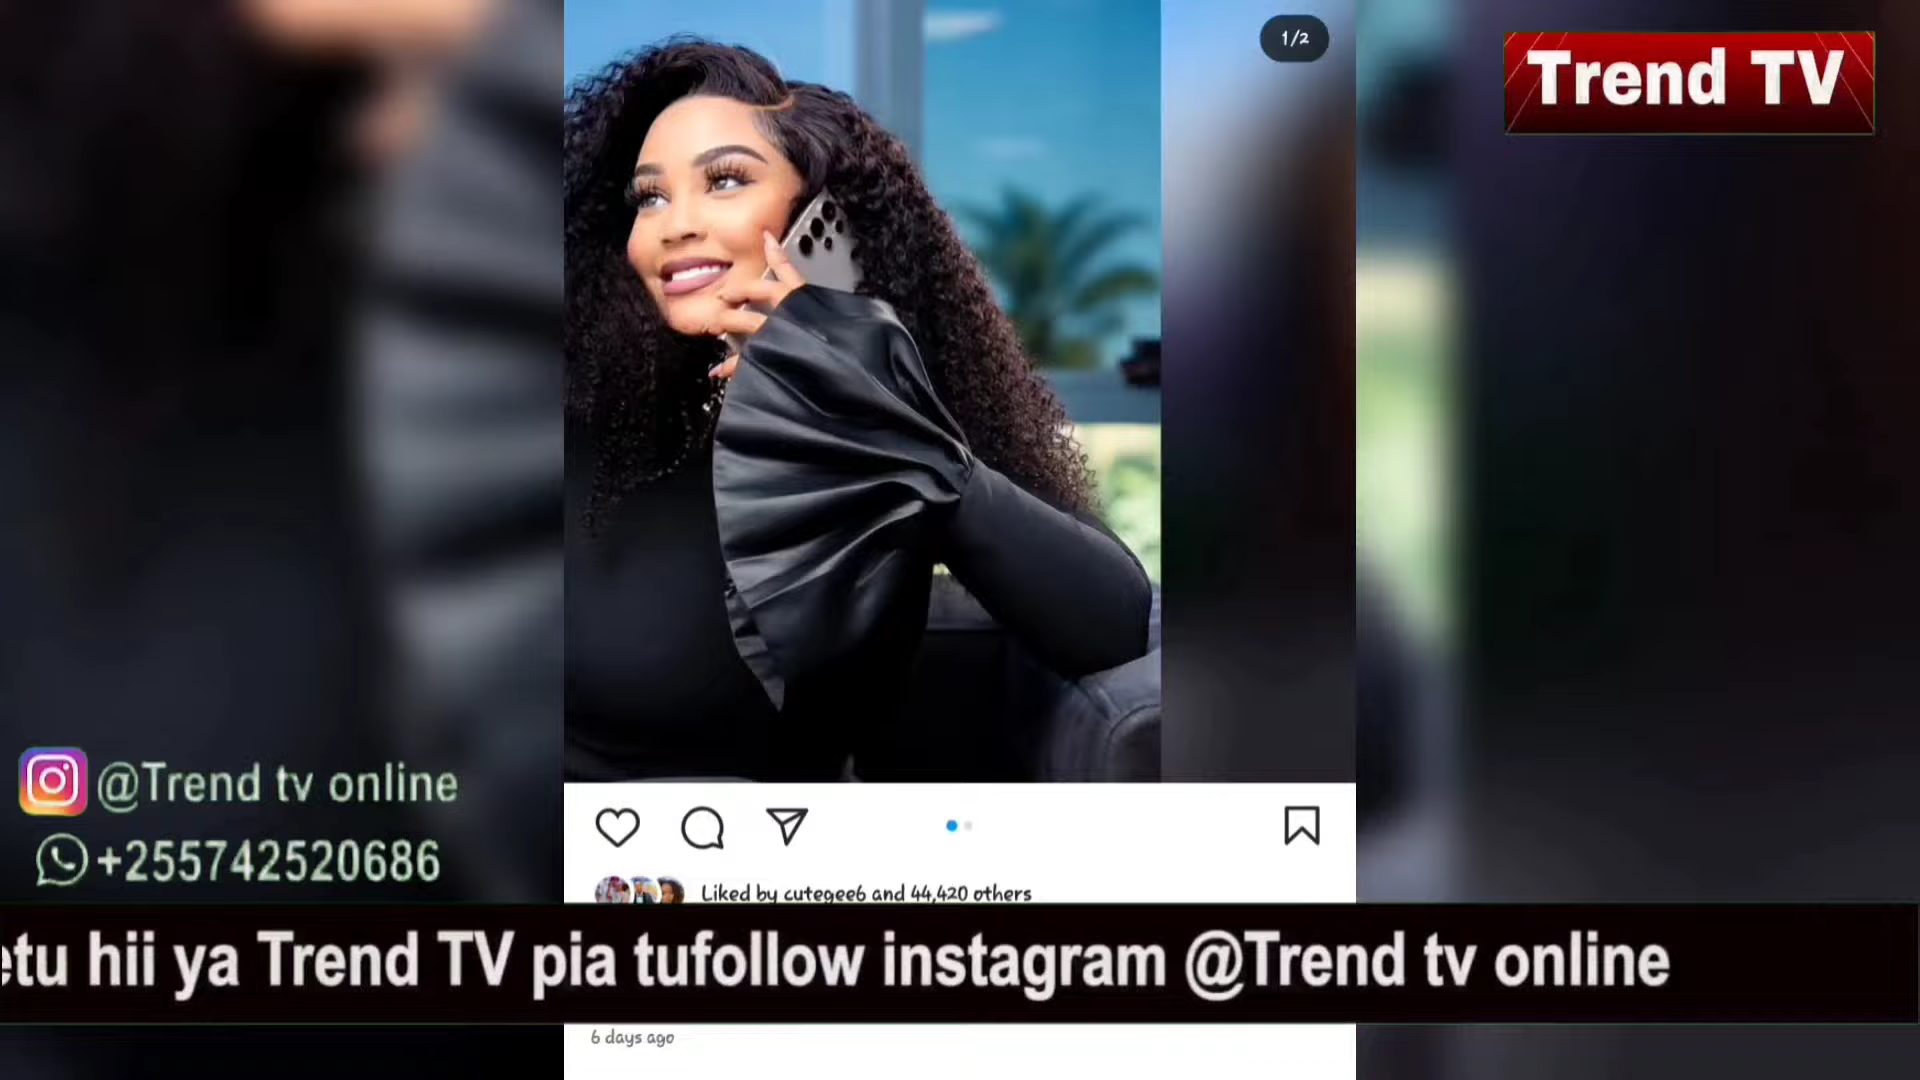 1/2
Trend TV
@Trend tv online
+255742520686
Liked by cutegee6 and 44,420 others
hii ya Trend TV pia tufollow instagram @Trend tv online
6 days ago